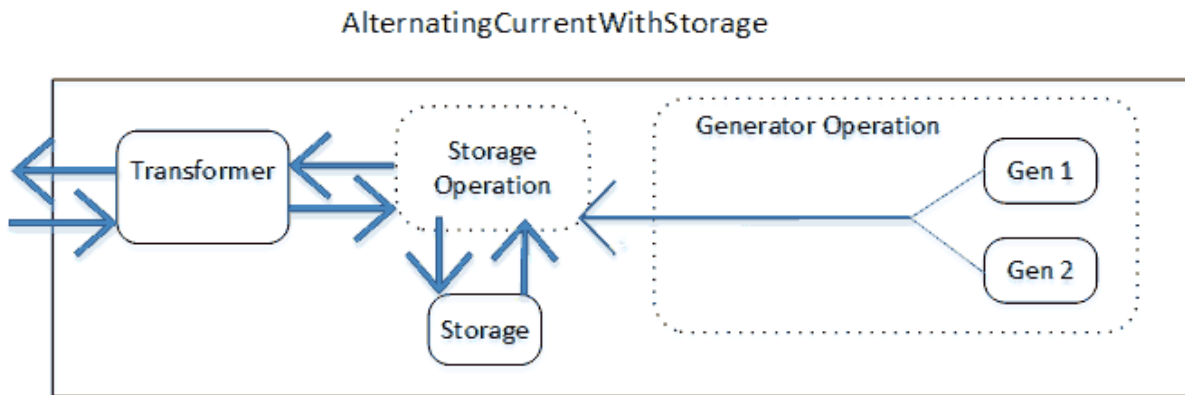 AlternatingCurrentWithStorage
Transformer
Storage
Operation
Storage
Generator Operation
Gen 1
Gen 2